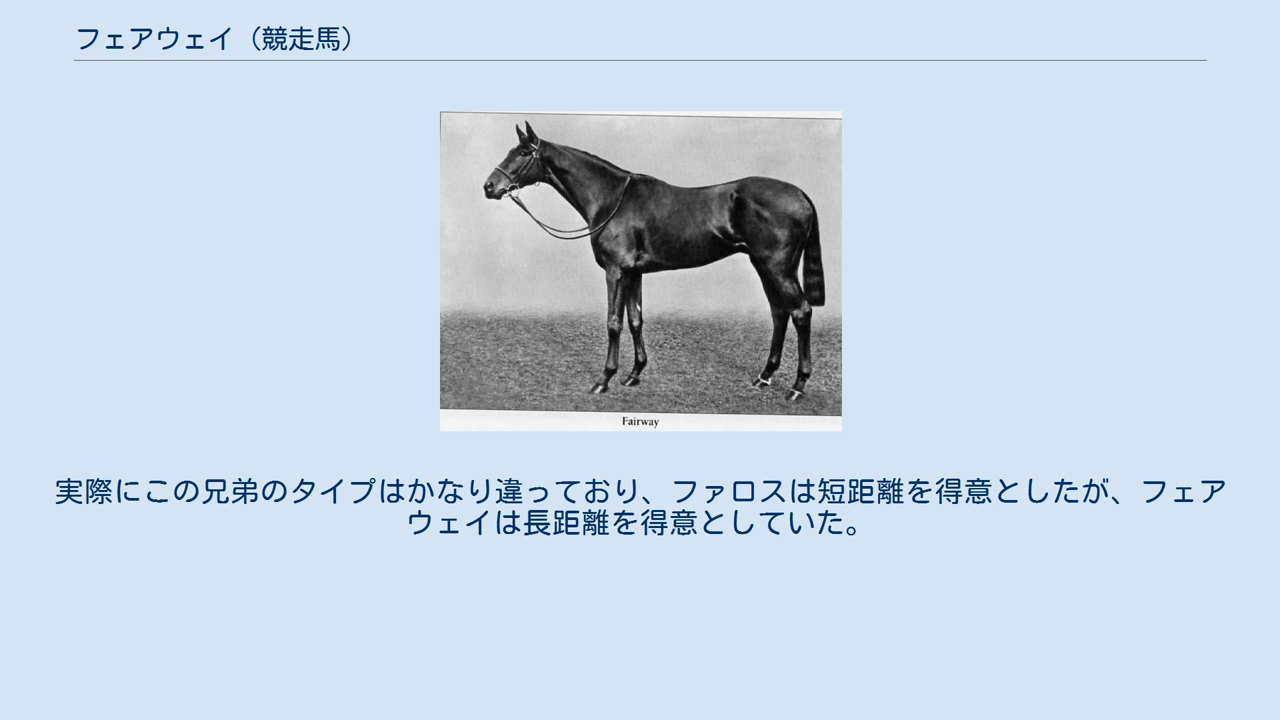 フェアウェイ（競走馬）
Fairway
実際にこの兄弟のタイプはかなり違っており、ファロスは短距離を得意としたが、フェア
ウェイは長距離を得意としていた。